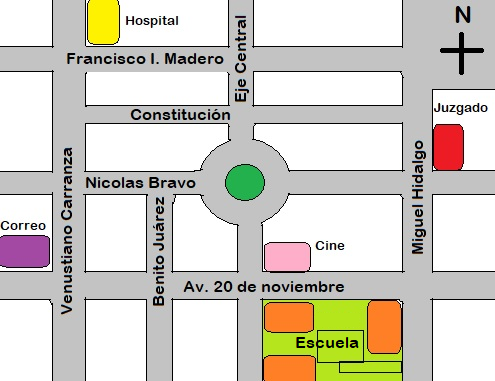 N
Hospital
Eje Central
Francisco I. Madero
Juzgado
Constitución
Venustiano Carranza
Miguel Hidalgo
Nicolas Bravo
Benito Juárez
Correo
Cine
Av. 20 de noviembre
Escuela